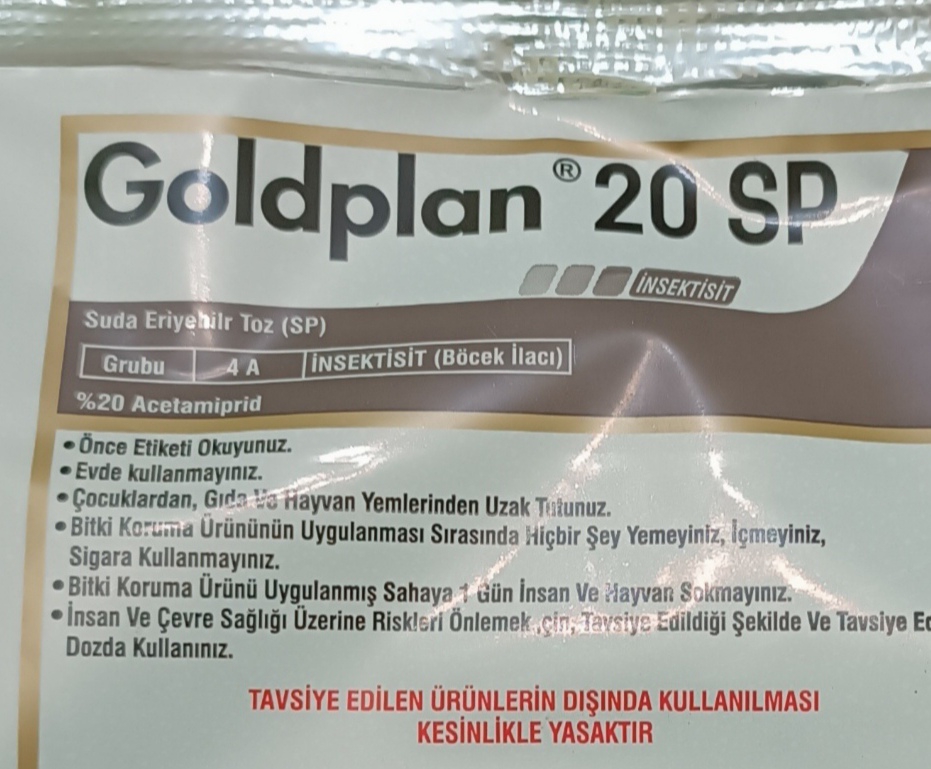 Goldplan® 20 SP
İNSEKTİSİT
Suda Eriyebilr Toz (SP)
Grubu 4 A İNSEKTİSİT (Böcek İlacı)
%20 Acetamiprid
• Önce Etiketi Okuyunuz.
• Evde kullanmayınız.
• Çocuklardan, Gıda Ve Hayvan Yemlerinden Uzak Tutunuz.
• Bitki Koruma Ürününün Uygulanması Sırasında Hiçbir Şey Yemeyiniz, İçmeyiniz,
Sigara Kullanmayınız.
• Bitki Koruma Ürünü Uygulanmış Sahaya 1 Gün İnsan Ve Hayvan Sokmayınız.
• İnsan Ve Çevre Sağlığı Üzerine Riskleri Önlemek için, Tavsiye Edildiği Şekilde Ve Tavsiye
Dozda Kullanınız.
TAVSİYE EDİLEN ÜRÜNLERİN DIŞINDA KULLANILMASI
KESİNLİKLE YASAKTIR